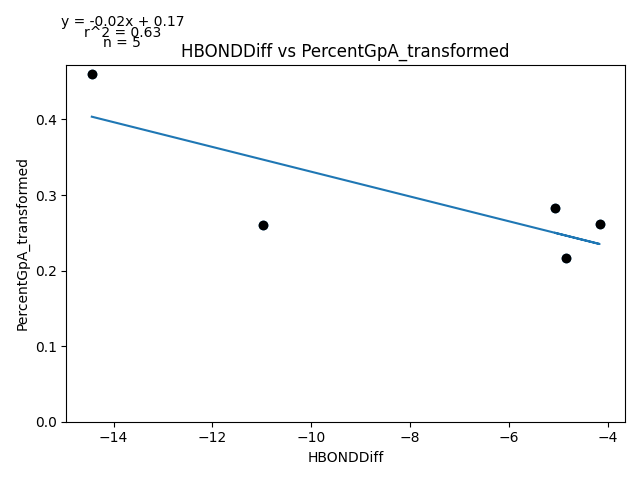 y = -0.02x + 0.17
r^2 = 0.63
n = 5
HBONDDiff vs PercentGpA_transformed
PercentGpA_transformed
0.4
0.3
0.2
0.1
0.0
−14
−12
−10
−8
−6
−4
HBONDDiff